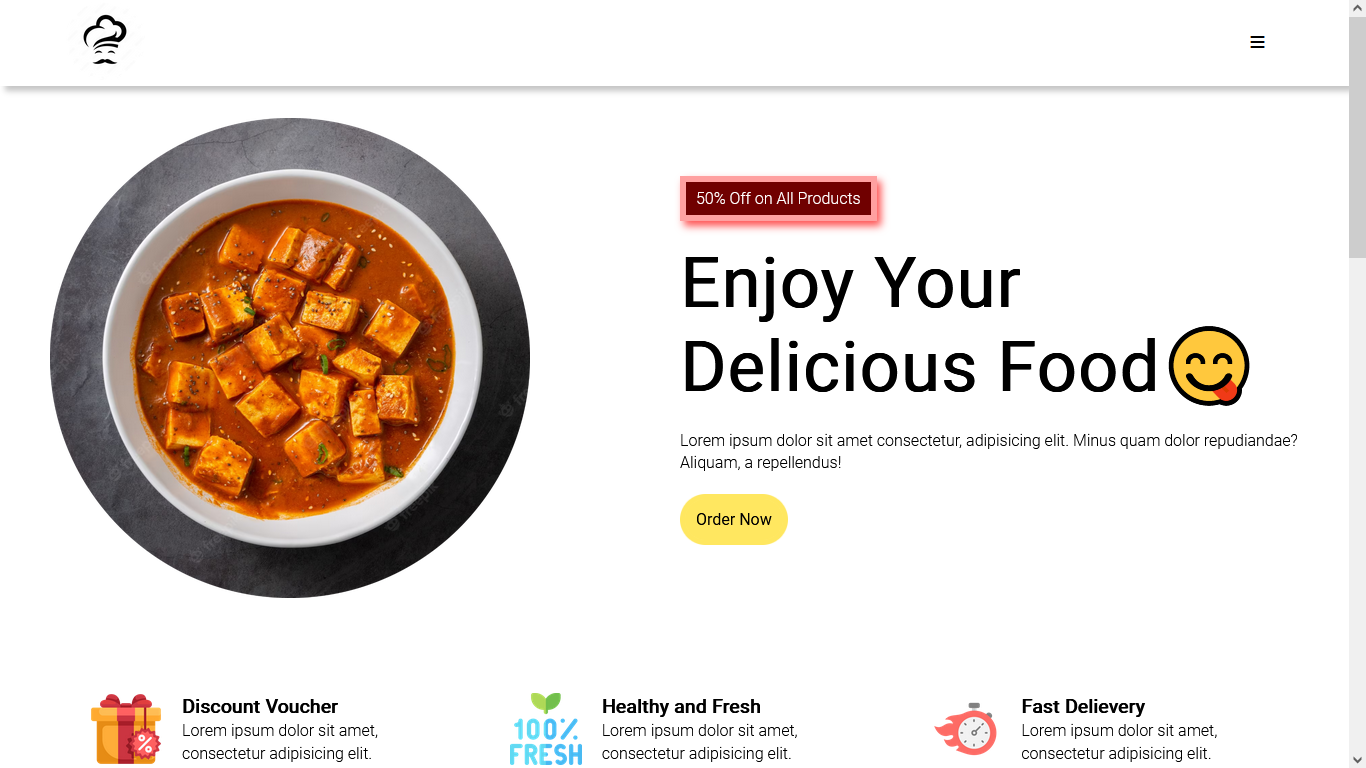 50% Off on All Products
Enjoy Your
Delicious Food
Lorem ipsum dolor sit amet consectetur, adipisicing elit. Minus quam dolor repudiandae?
Aliquam, a repellendus!
Order Now
Discount Voucher
Lorem ipsum dolor sit amet,
consectetur adipisicing elit.
100%
FRESH
Healthy and Fresh
Lorem ipsum dolor sit amet,
consectetur adipisicing elit.
Fast Delievery
Lorem ipsum dolor sit amet,
consectetur adipisicing elit.